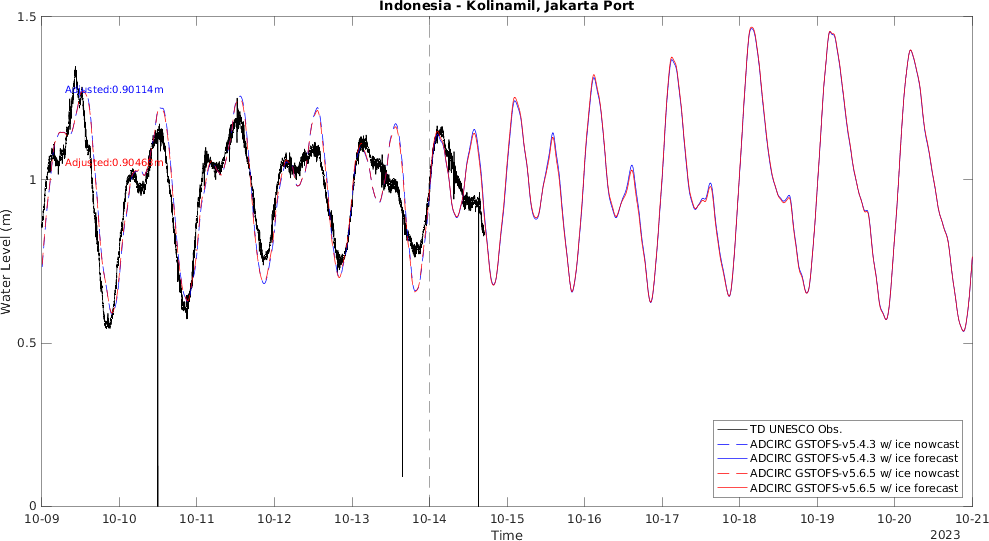 Indonesia - Kolinamil, Jakarta Port
1.5
Adjusted:0.90114m
Adjusted:0.90468m
1
Water Level (m)
0.5
TD UNESCO Obs.
ADCIRC GSTOFS-v5.4.3 w/ ice nowcast
ADCIRC GSTOFS-v5.4.3 w/ ice forecast
ADCIRC GSTOFS-v5.6.5 w/ ice nowcast
ADCIRC GSTOFS-v5.6.5 w/ ice forecast
0
10-09 10-10 10-11 10-12 10-13 10-14 10-15 10-16 10-17 10-18 10-19 10-20 10-21
Time
2023